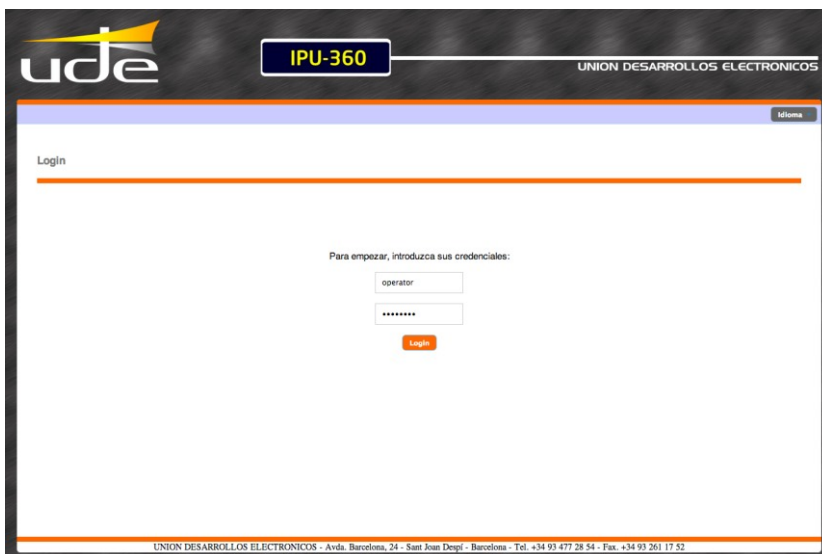 ude
IPU-360
UNION DESARROLLOS ELECTRONICOS
Idioma
Login
Para empezar, introduzca sus credenciales:
operator
••••••••
Login
UNION DESARROLLOS ELECTRONICOS - Avda. Barcelona, 24 - Sant Joan Despí - Barcelona - Tel. +34 93 477 28 54 - Fax. +34 93 261 17 52